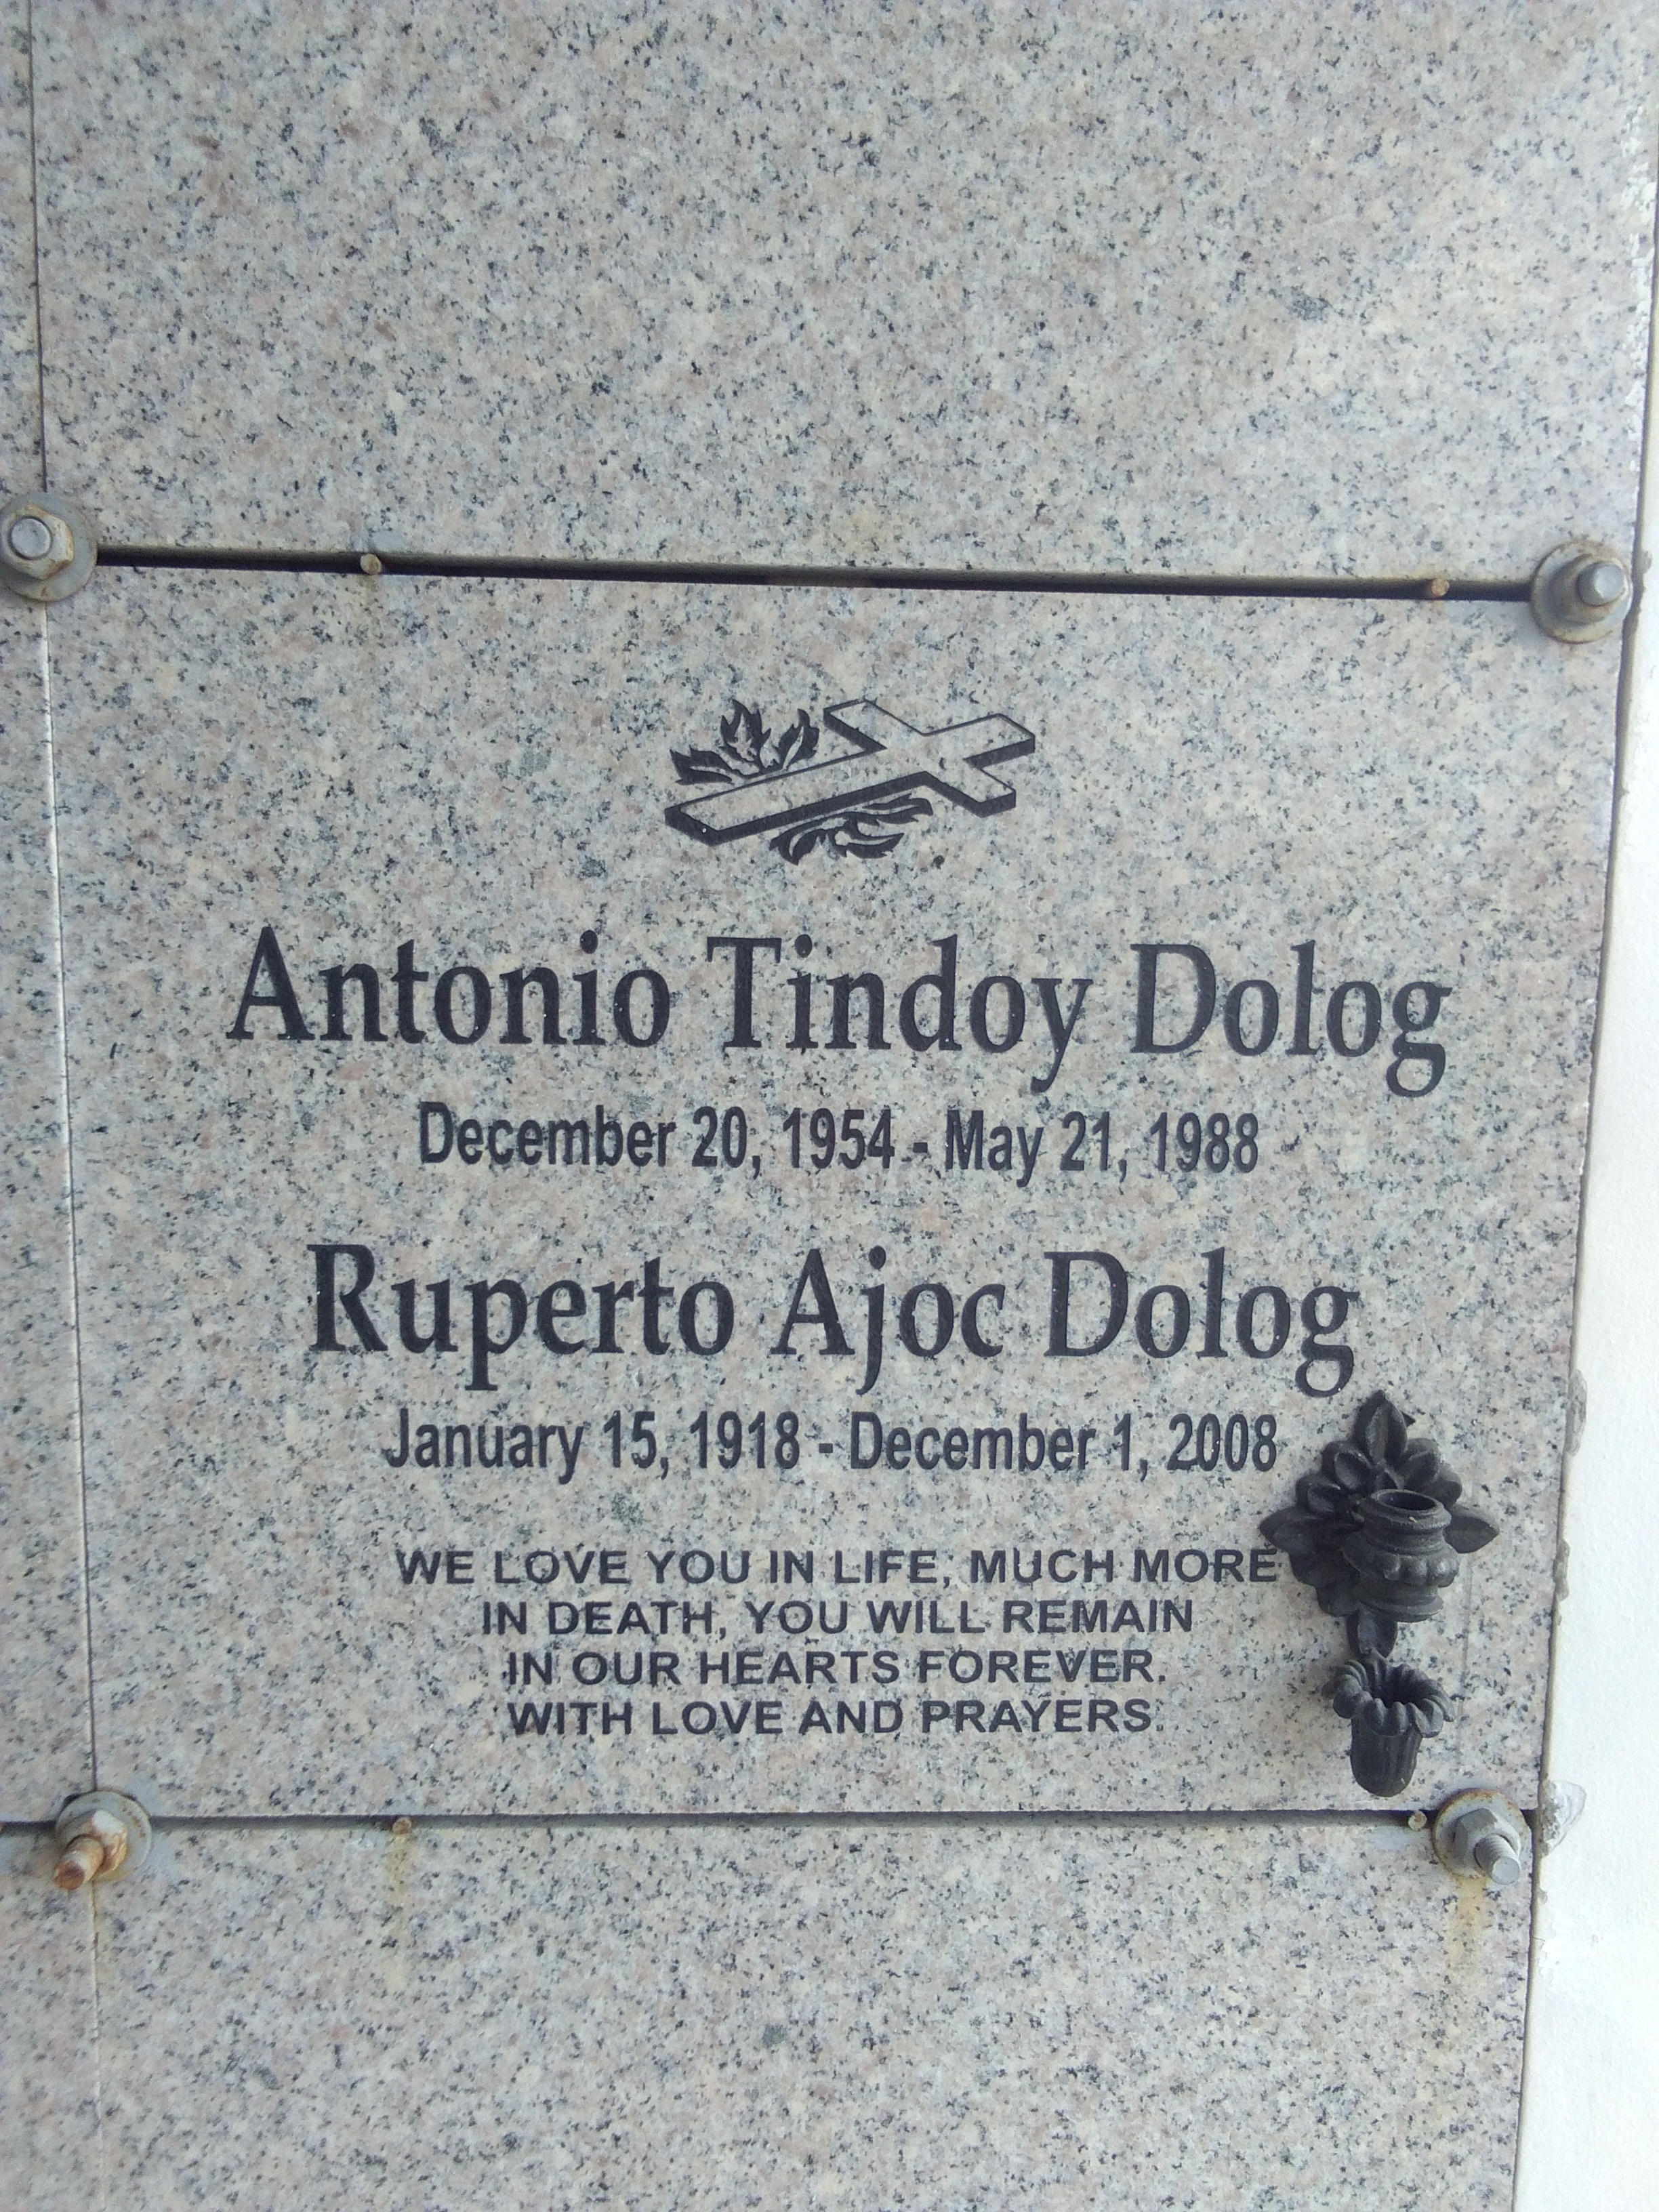 Antonio Tindoy Dolog
December 20, 1954 - May 21, 1988
Ruperto Ajoc Dolog
January 15, 1918 - December 1, 2008
WE LOVE YOU IN LIFE, MUCH MORE
IN DEATH, YOU WILL REMAIN
IN OUR HEARTS FOREVER.
WITH LOVE AND PRAYERS.